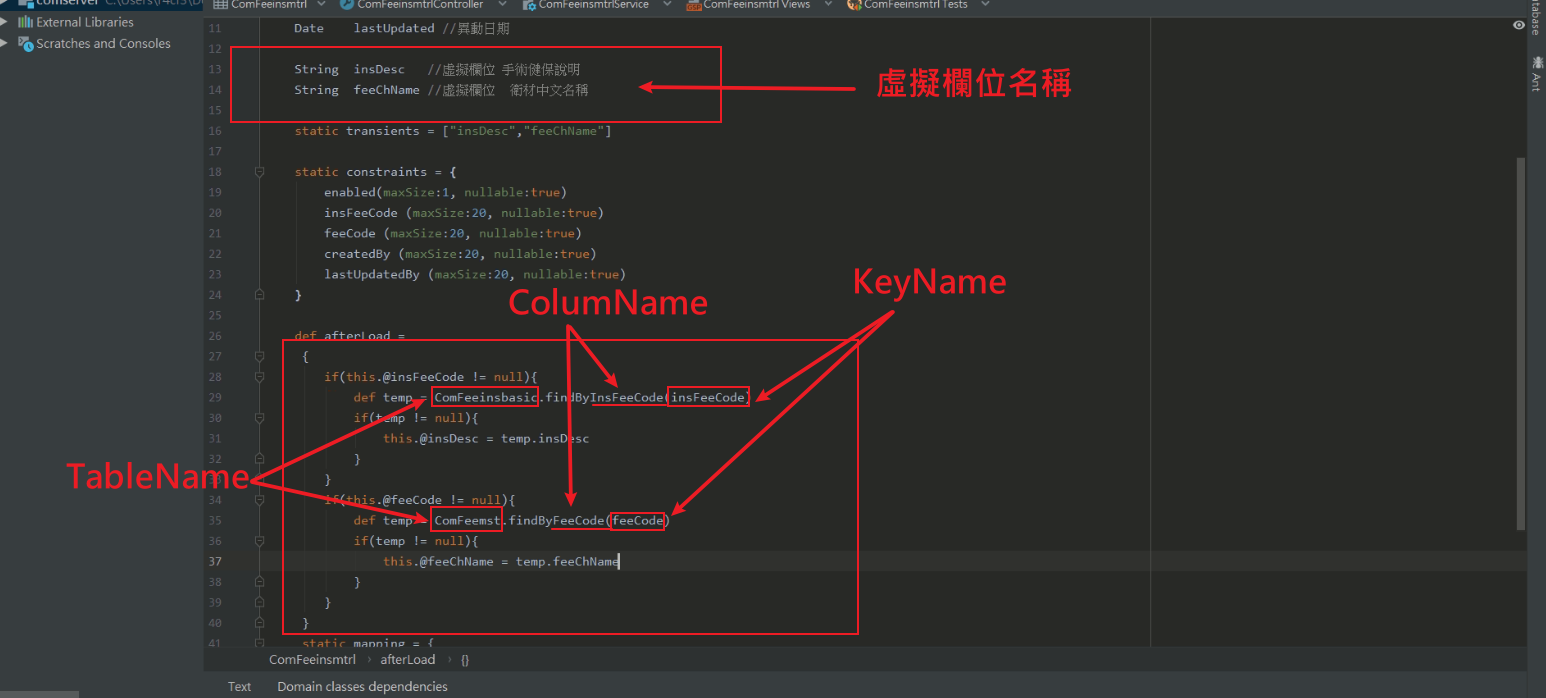 ComFeeinsmtrl ComFeeinsmtrlController ComFeeinsmtrlService ComFeeinsmtrl Views ComFeeinsmtrl Tests
comserver
External Libraries
Scratches and Consoles
Ant
11 Date lastUpdated //異動日期
12
13 String insDesc //虛擬欄位 手術健保說明
14 String feeChName //虛擬欄位 衛材中文名稱
虛擬欄位名稱
15
16 static transients = ["insDesc","feeChName"]
17
18 static constraints = {
19 enabled(maxSize:1, nullable:true)
20 insFeeCode (maxSize:20, nullable:true)
21 feeCode (maxSize:20, nullable:true)
22 createdBy (maxSize:20, nullable:true)
23 lastUpdatedBy (maxSize:20, nullable:true)
24 }
KeyName
ColumName
25
26 def afterLoad =
27 {
28 if(this.@insFeeCode != null){
29 def temp = ComFeeinsbasic.findByInsFeeCode(insFeeCode)
30 if(temp != null){
31 this.@insDesc = temp.insDesc
32 }
TableName
33 }
34 if(this.@feeCode != null){
35 def temp = ComFeemst.findByFeeCode(feeCode)
36 if(temp != null){
37 this.@feeChName = temp.feeChName
38 }
39 }
40 }
41 static mapping = {
ComFeeinsmtrl › afterLoad › {}
Text Domain classes dependencies